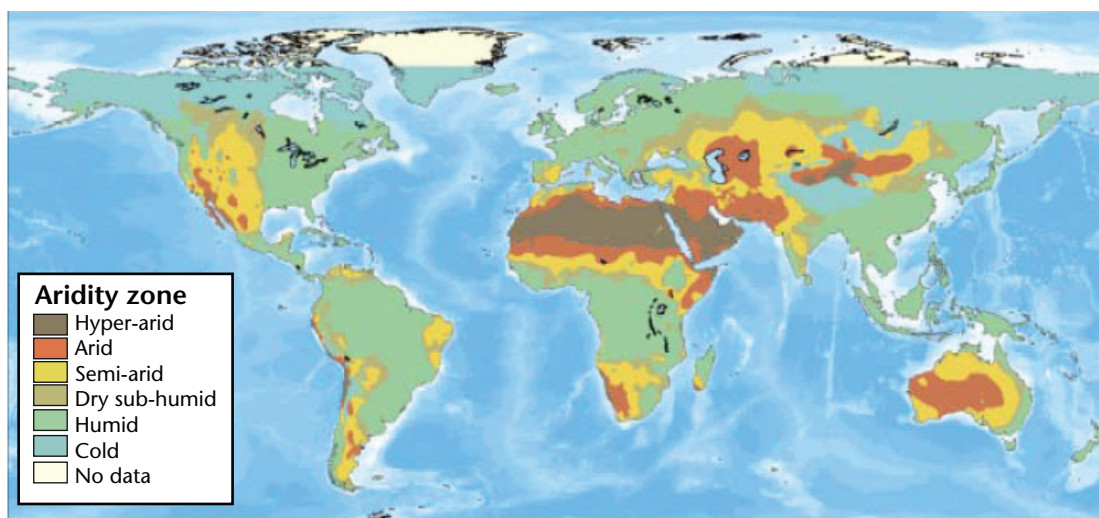 Aridity zone
Hyper-arid
Arid
Semi-arid
Dry sub-humid
Humid
Cold
No data